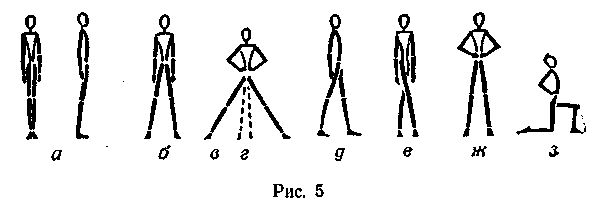 а б в г д е ж з
Рис. 5